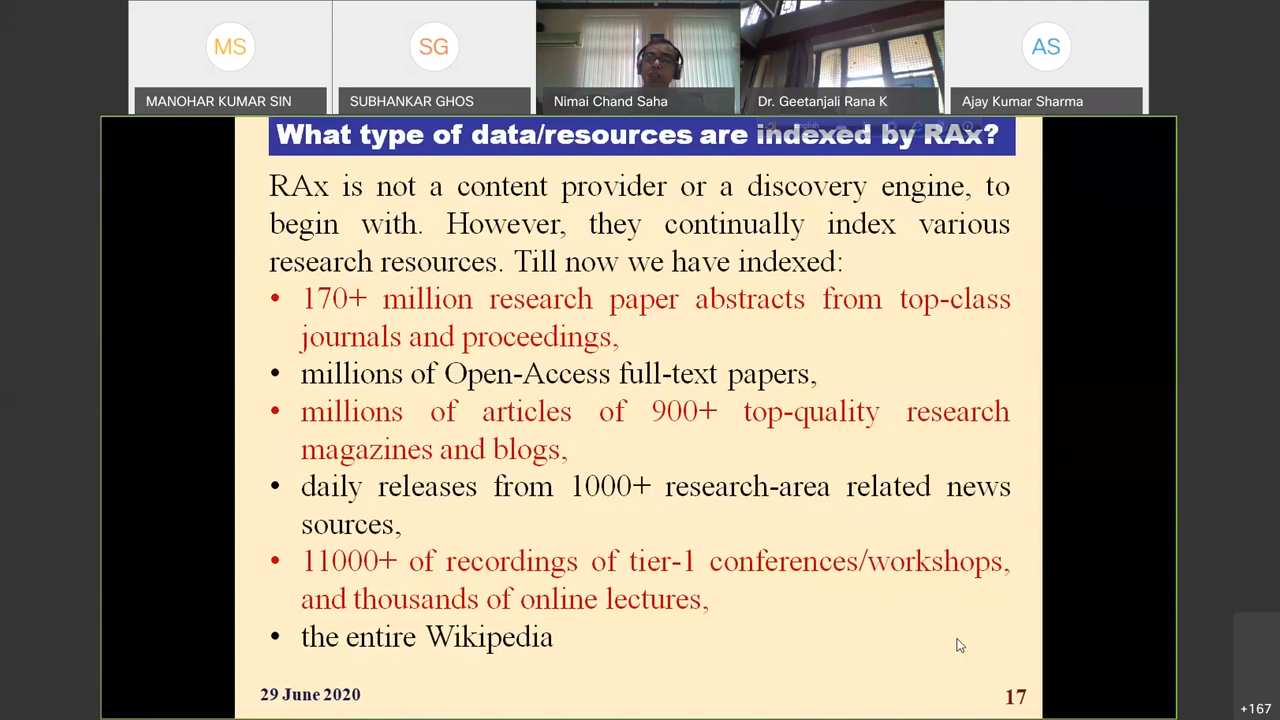 MS
SG
AS
MANOHAR KUMAR SIN
SUBHANKAR GHOS
Nimai Chand Saha
Dr. Geetanjali Rana K
Ajay Kumar Sharma
English
What type of data/resources are indexed by RAx?
RAx is not a content provider or a discovery engine, to
begin with. However, they continually index various
research resources. Till now we have indexed:
• 170+ million research paper abstracts from top-class
journals and proceedings,
• millions of Open-Access full-text papers,
• millions of articles of 900+ top-quality research
magazines and blogs,
• daily releases from 1000+ research-area related news
sources,
• 11000+ of recordings of tier-1 conferences/workshops,
and thousands of online lectures,
• the entire Wikipedia
29 June 2020
17
+167